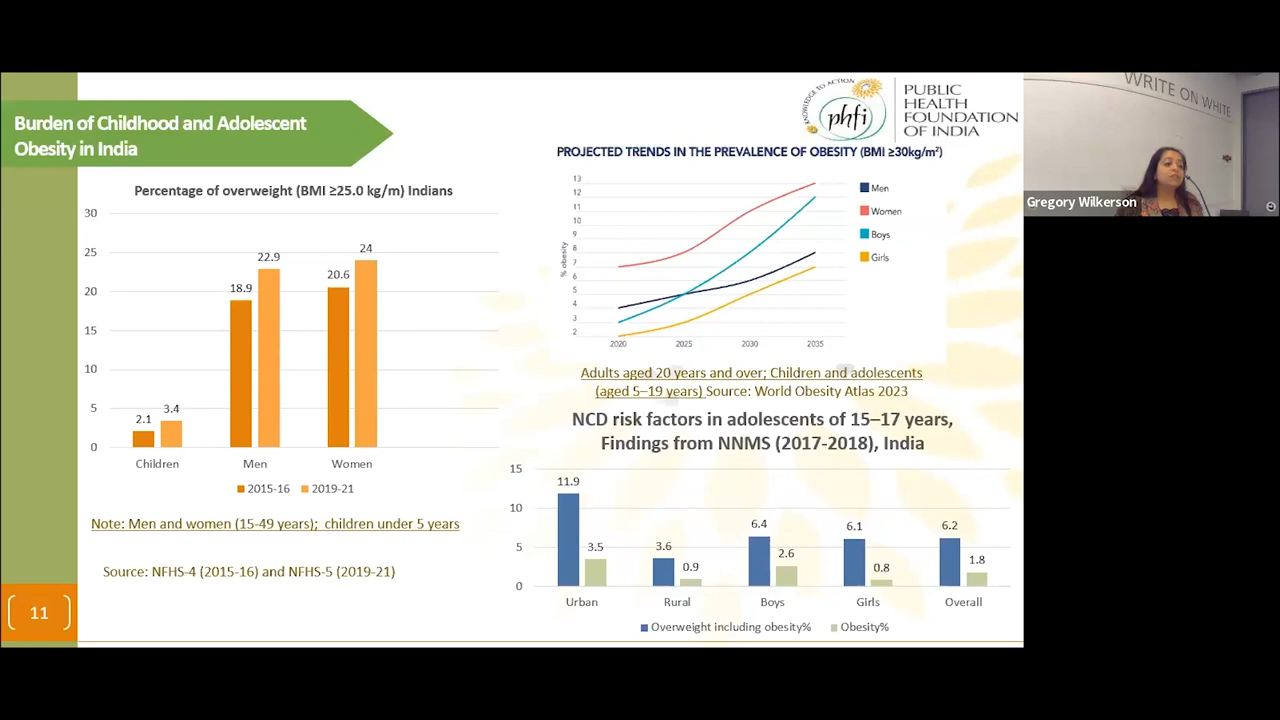 Burden of Childhood and Adolescent
Obesity in India
KNOWLEDGE TO ACTION
phfi
PUBLIC
HEALTH
FOUNDATION
OF INDIA
Percentage of overweight (BMI ≥25.0 kg/m) Indians
30
25
20
15
10
5
0
2.1
3.4
18.9
22.9
20.6
24
Children
Men
Women
2015-16
2019-21
Note: Men and women (15-49 years); children under 5 years
Source: NFHS-4 (2015-16) and NFHS-5 (2019-21)
11
PROJECTED TRENDS IN THE PREVALENCE OF OBESITY (BMI ≥30kg/m²)
% obesity
13
12
11
10
9
8
7
6
5
4
3
2
2020
2025
2030
2035
Men
Women
Boys
Girls
Adults aged 20 years and over; Children and adolescents
(aged 5–19 years) Source: World Obesity Atlas 2023
NCD risk factors in adolescents of 15–17 years,
Findings from NNMS (2017-2018), India
15
10
5
0
11.9
3.5
3.6
0.9
6.4
2.6
6.1
0.8
6.2
1.8
Urban
Rural
Boys
Girls
Overall
Overweight including obesity%
Obesity%
WRITE ON WHITE
Gregory Wilkerson